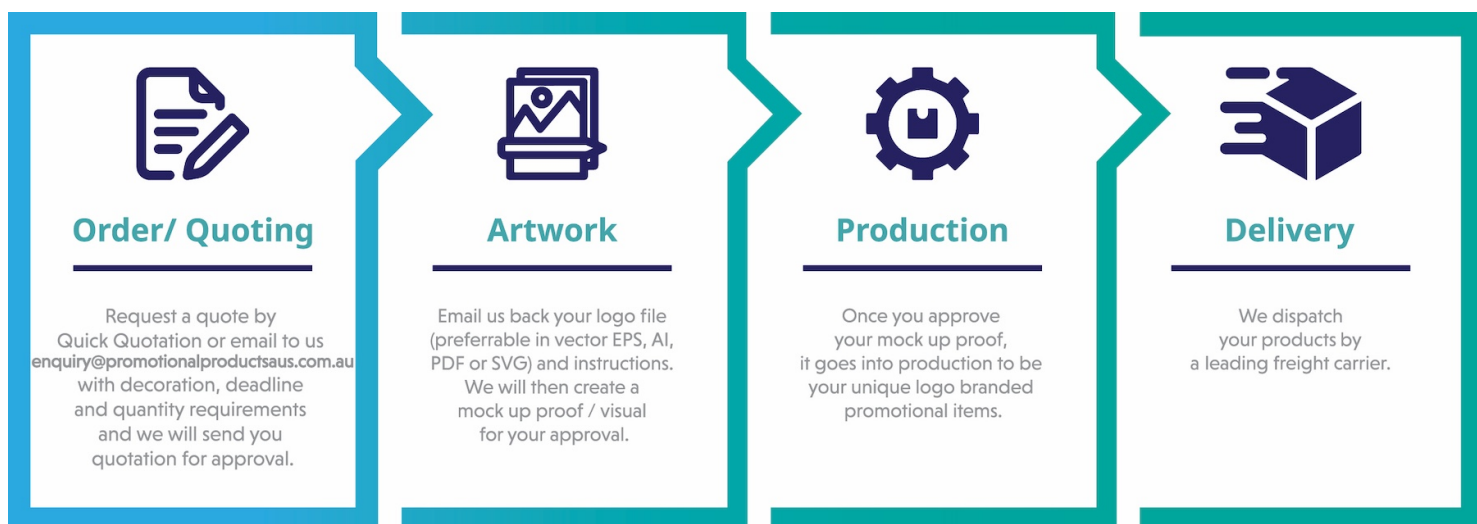 Order/ Quoting
Request a quote by
Quick Quotation or email to us
enquiry@promotionalproductsaus.com.au
with decoration, deadline
and quantity requirements
and we will send you
quotation for approval.
Artwork
Email us back your logo file
(preferrable in vector EPS, AI,
PDF or SVG) and instructions.
We will then create a
mock up proof / visual
for your approval.
Production
Once you approve
your mock up proof,
it goes into production to be
your unique logo branded
promotional items.
Delivery
We dispatch
your products by
a leading freight carrier.